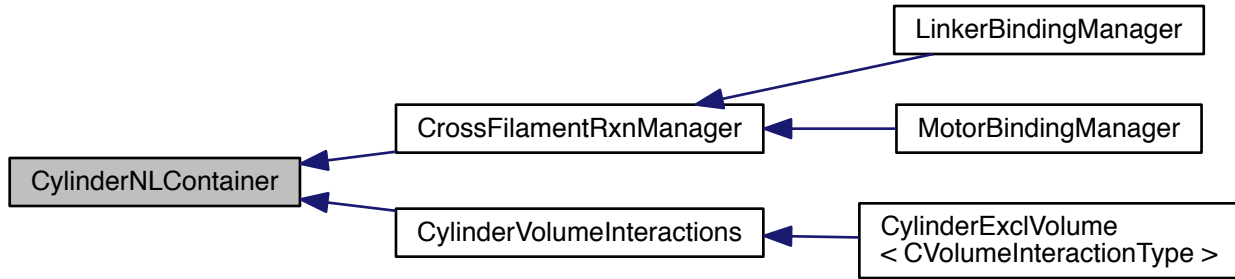 LinkerBindingManager
CrossFilamentRxnManager
MotorBindingManager
CylinderNLContainer
CylinderVolumeInteractions
CylinderExclVolume
< CVolumeInteractionType >